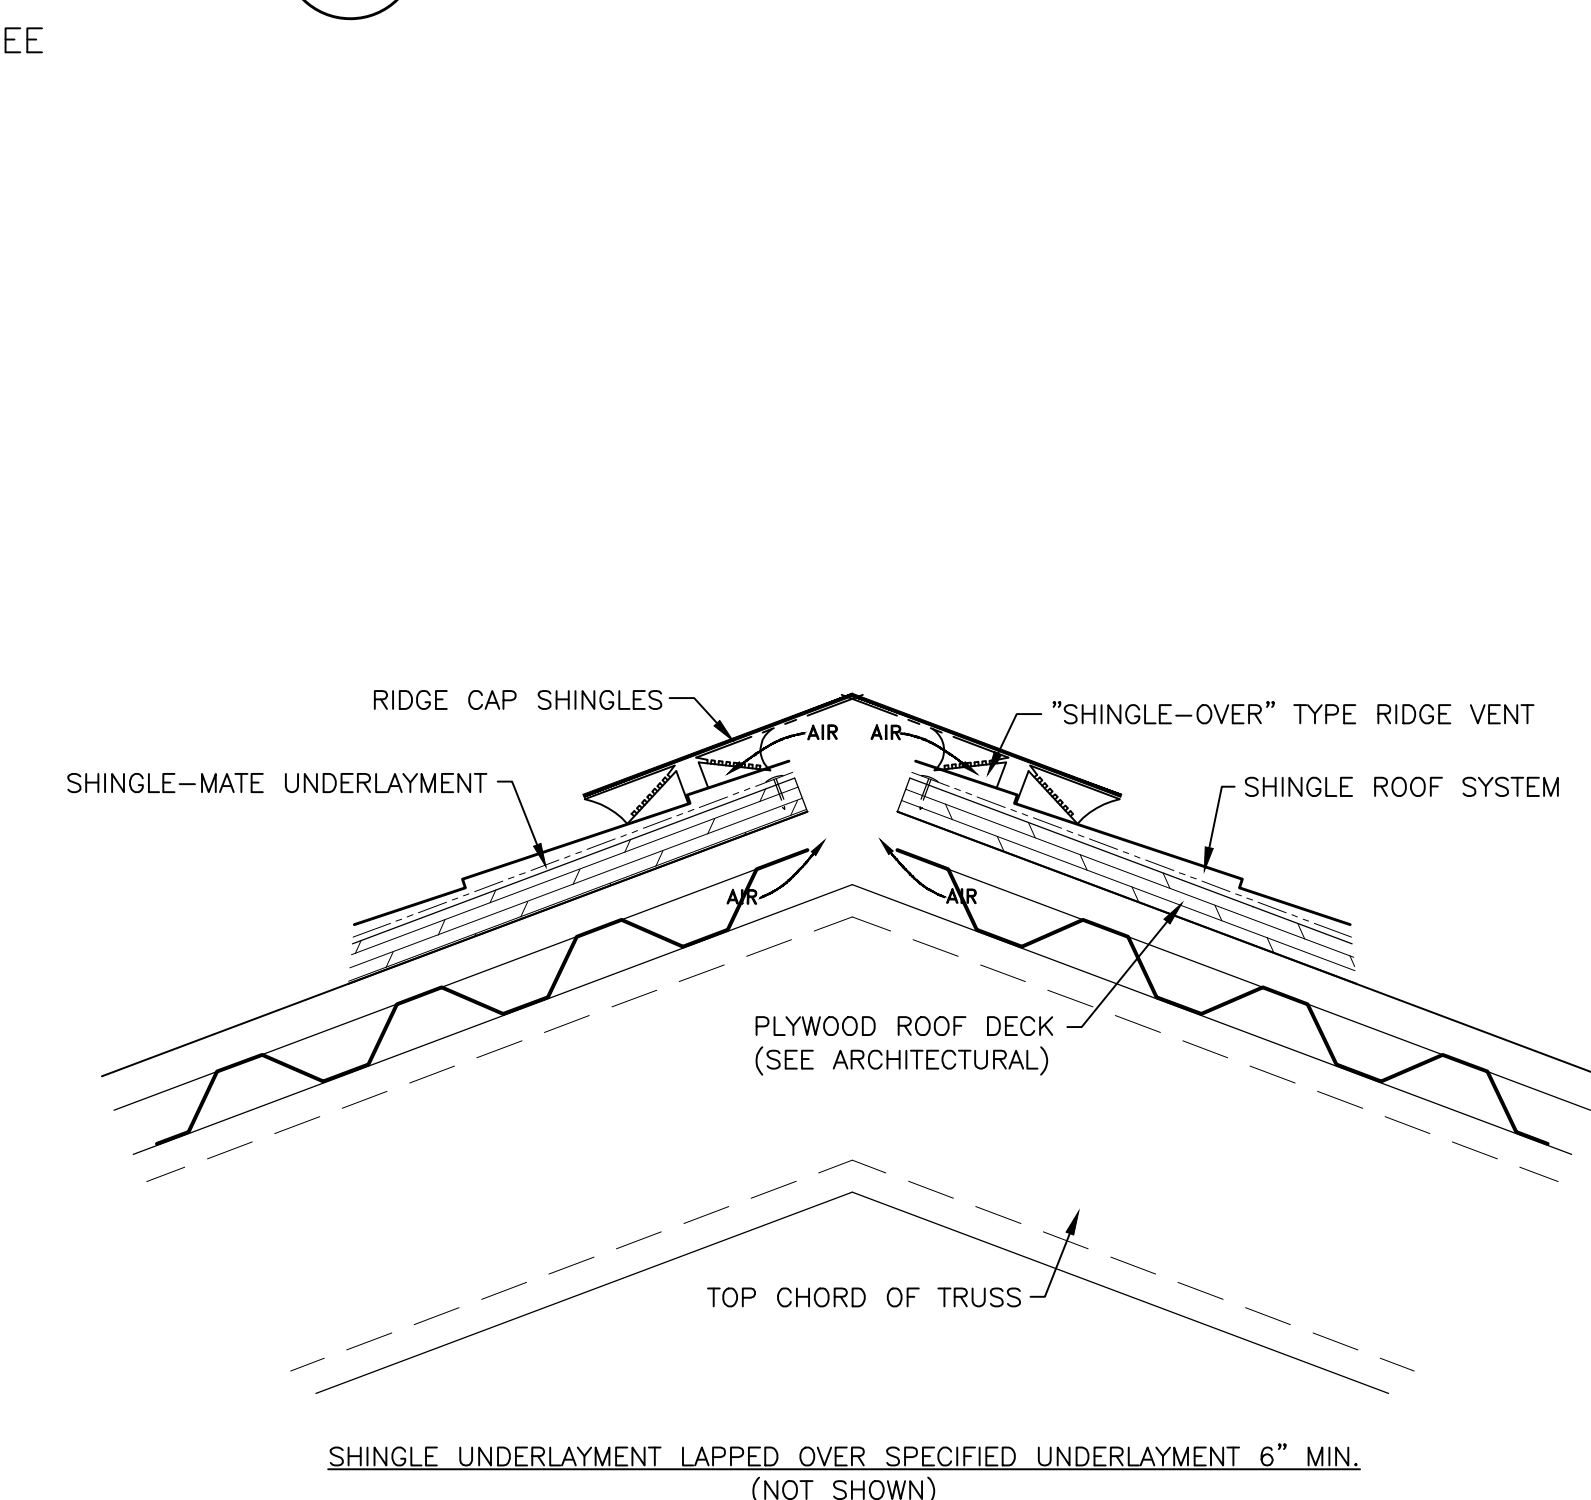 EE
RIDGE CAP SHINGLES
"SHINGLE-OVER" TYPE RIDGE VENT
AIR AIR
SHINGLE-MATE UNDERLAYMENT
SHINGLE ROOF SYSTEM
AIR AIR
PLYWOOD ROOF DECK
(SEE ARCHITECTURAL)
TOP CHORD OF TRUSS
SHINGLE UNDERLAYMENT LAPPED OVER SPECIFIED UNDERLAYMENT 6" MIN.
(NOT SHOWN)